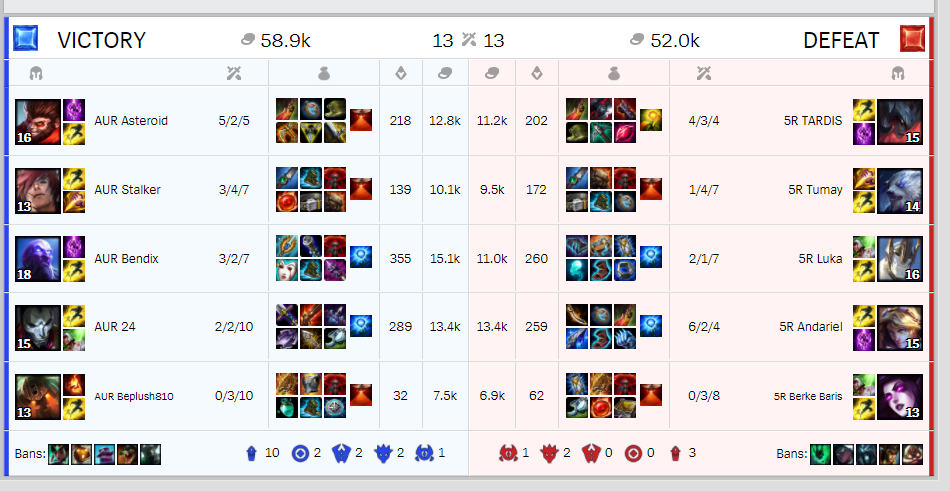 VICTORY 58.9k 13 13 52.0k DEFEAT
16 AUR Asteroid 5/2/5 218 12.8k 11.2k 202 4/3/4 5R TARDIS 15
13 AUR Stalker 3/4/7 139 10.1k 9.5k 172 1/4/7 5R Tumay 14
18 AUR Bendix 3/2/7 355 15.1k 11.0k 260 2/1/7 5R Luka 16
15 AUR 24 2/2/10 289 13.4k 13.4k 259 6/2/4 5R Andariel 15
13 AUR Beplush810 0/3/10 32 7.5k 6.9k 62 0/3/8 5R Berke Baris 13
Bans: 10 2 2 2 1 1 2 0 0 3 Bans: